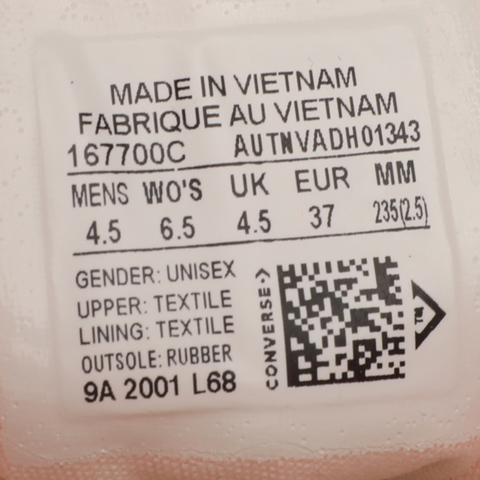 MADE IN VIETNAM
FABRIQUE AU VIETNAM
167700C AUTNVADH01343
MENS WO'S UK EUR MM
4.5 6.5 4.5 37 235(2.5)
GENDER: UNISEX
UPPER: TEXTILE
LINING: TEXTILE
OUTSOLE: RUBBER
9A 2001 L68
CONVERSE
TM